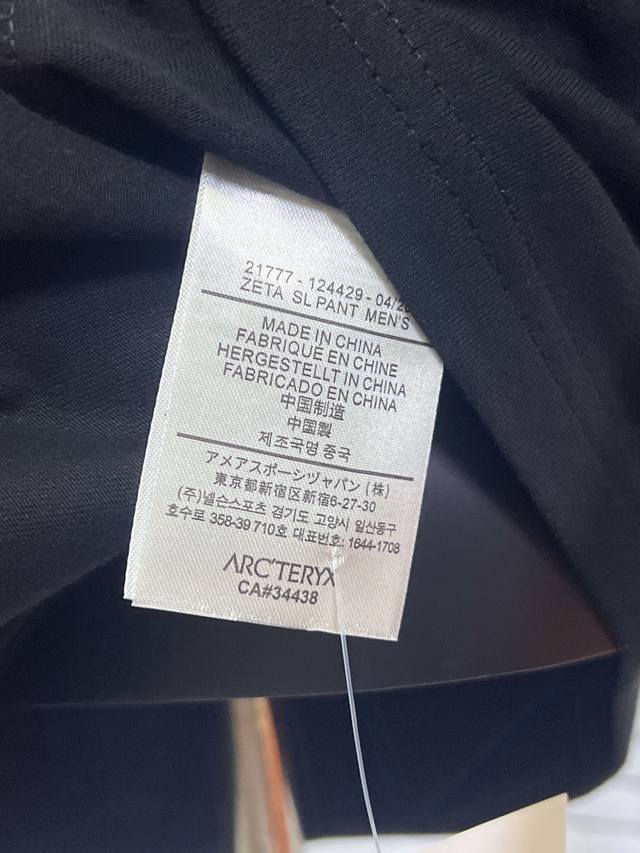 21777 - 124429 - 04/2
ZETA SL PANT MEN'S
MADE IN CHINA
FABRIQUÉ EN CHINE
HERGESTELLT IN CHINA
FABRICADO EN CHINA
中国制造
中国製
제조국명 중국
アメアスポーシヅャパン (株)
東京都新宿区新宿6-27-30
(주)넬슨스포츠 경기도 고양시 일산동구
호수로 358-39 710호 대표번호: 1644-1708
ARC'TERYX
CA#34438